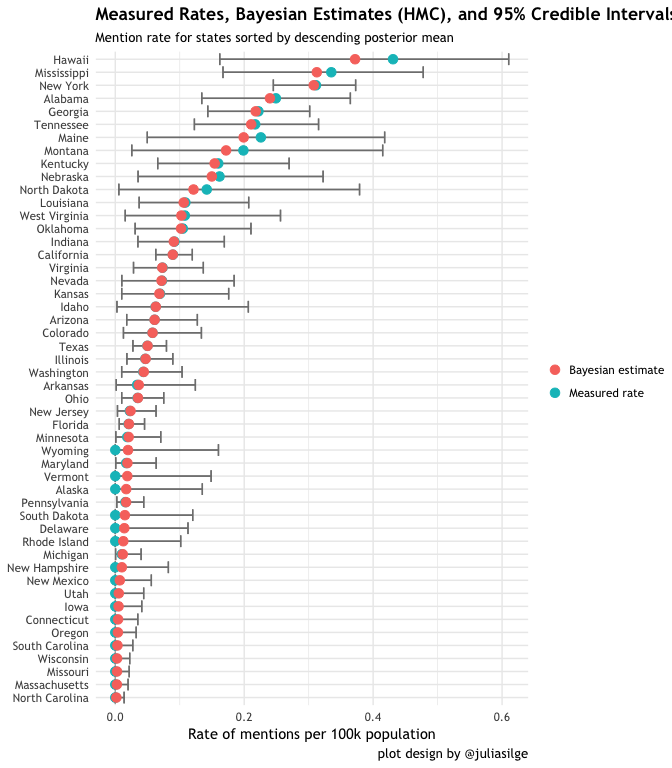 Measured Rates, Bayesian Estimates (HMC), and 95% Credible Intervals
Mention rate for states sorted by descending posterior mean
Hawaii
Mississippi
New York
Alabama
Georgia
Tennessee
Maine
Montana
Kentucky
Nebraska
North Dakota
Louisiana
West Virginia
Oklahoma
Indiana
California
Virginia
Nevada
Kansas
Idaho
Arizona
Colorado
Texas
Illinois
Washington
Arkansas
Ohio
New Jersey
Florida
Minnesota
Wyoming
Maryland
Vermont
Alaska
Pennsylvania
South Dakota
Delaware
Rhode Island
Michigan
New Hampshire
New Mexico
Utah
Iowa
Connecticut
Oregon
South Carolina
Wisconsin
Missouri
Massachusetts
North Carolina
0.0 0.2 0.4 0.6
Rate of mentions per 100k population
plot design by @juliasilge
Bayesian estimate
Measured rate